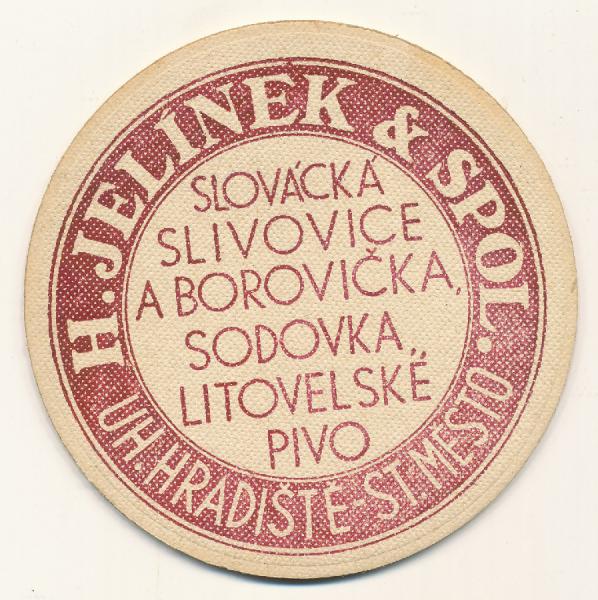 H. JELÍNEK & SPOL.
SLOVÁCKÁ
SLIVOVICE
A BOROVIČKA,
SODOVKA,
LITOVELSKÉ
PIVO
UH. HRADIŠTĚ-ST. MĚSTO